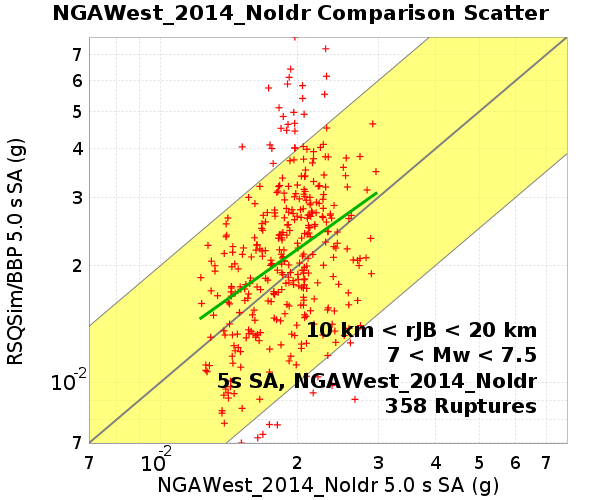 NGAWest_2014_NoIdr Comparison Scatter
RSQSim/BBP 5.0 s SA (g)
7
6
5
4
3
2
10-2
7
10 km < rJB < 20 km
7 < Mw < 7.5
5s SA, NGAWest_2014_NoIdr
358 Ruptures
7 10-2 2 3 4 5 6 7
NGAWest_2014_NoIdr 5.0 s SA (g)